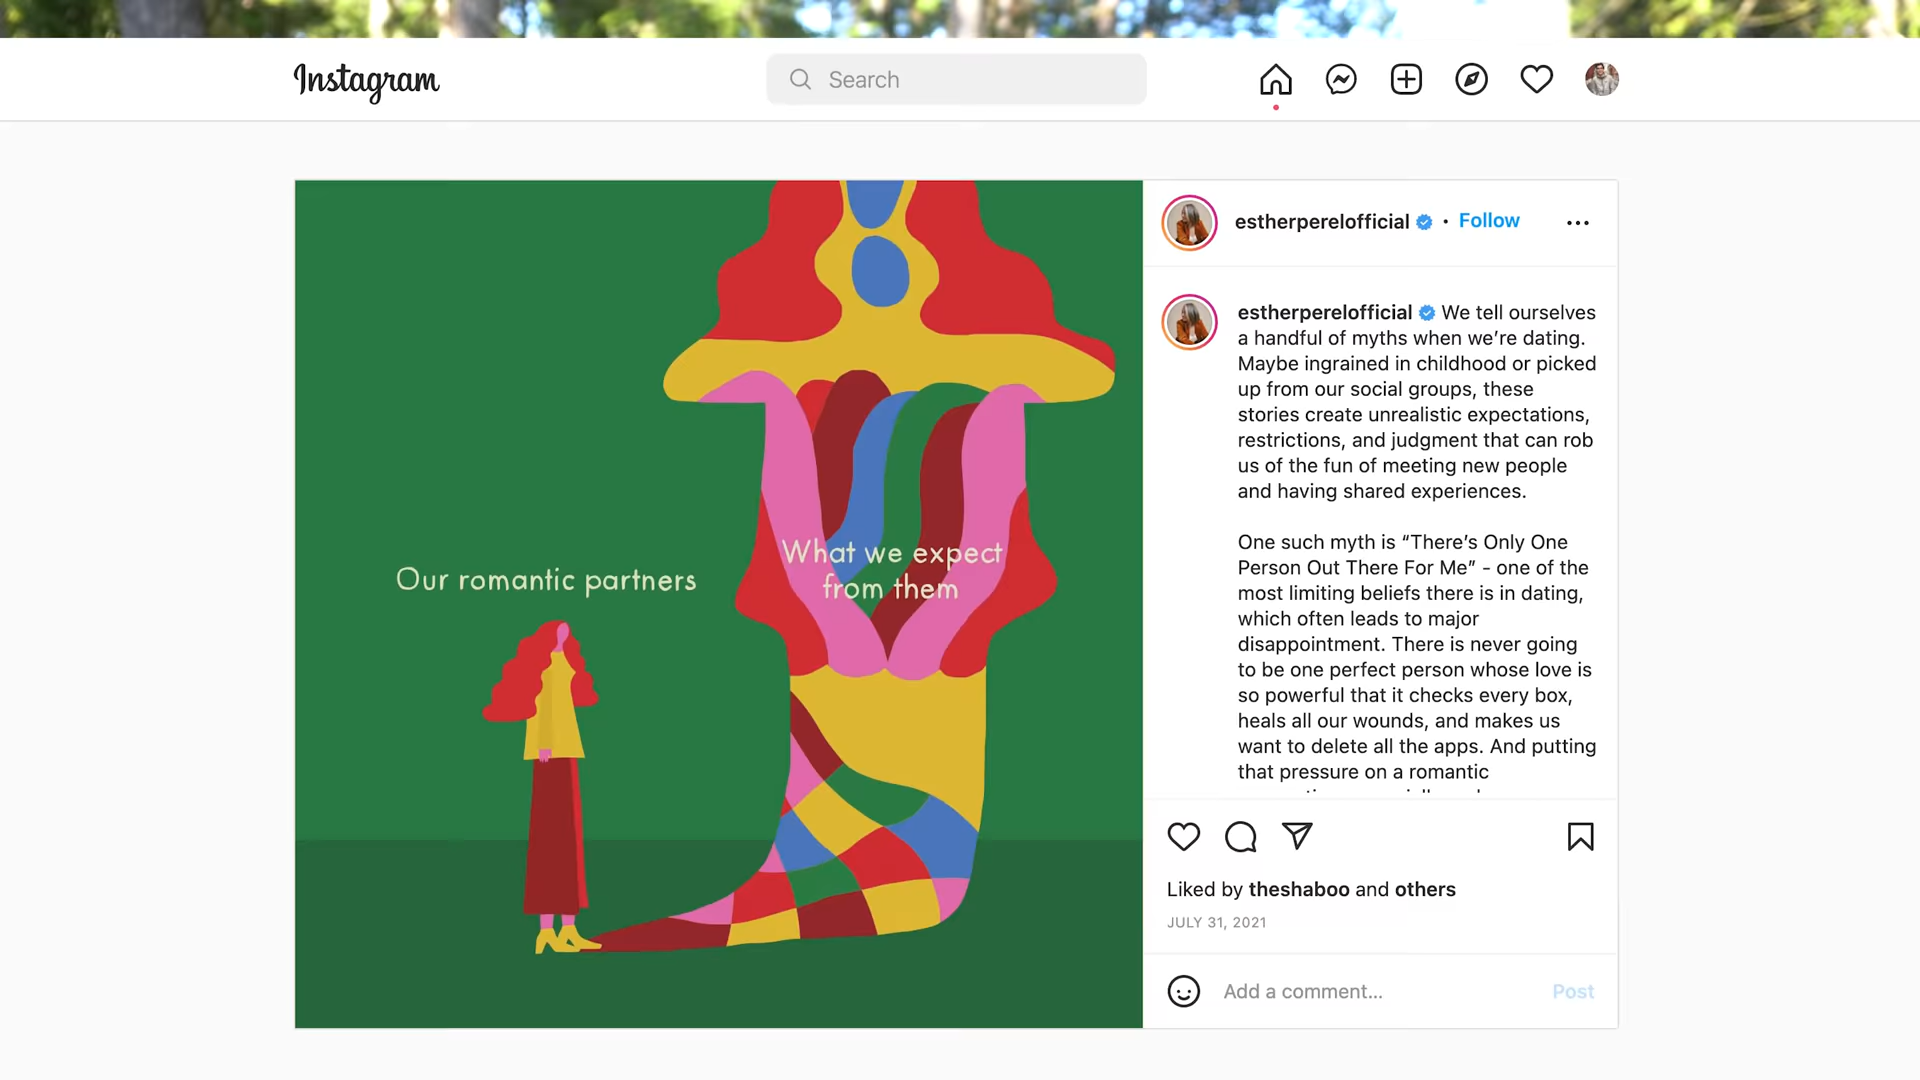 Instagram
Search
Our romantic partners
What we expect
from them
estherperelofficial • Follow
estherperelofficial We tell ourselves
a handful of myths when we’re dating.
Maybe ingrained in childhood or picked
up from our social groups, these
stories create unrealistic expectations,
restrictions, and judgment that can rob
us of the fun of meeting new people
and having shared experiences.
One such myth is “There’s Only One
Person Out There For Me” - one of the
most limiting beliefs there is in dating,
which often leads to major
disappointment. There is never going
to be one perfect person whose love is
so powerful that it checks every box,
heals all our wounds, and makes us
want to delete all the apps. And putting
that pressure on a romantic
Liked by theshaboo and others
JULY 31, 2021
Add a comment...
Post